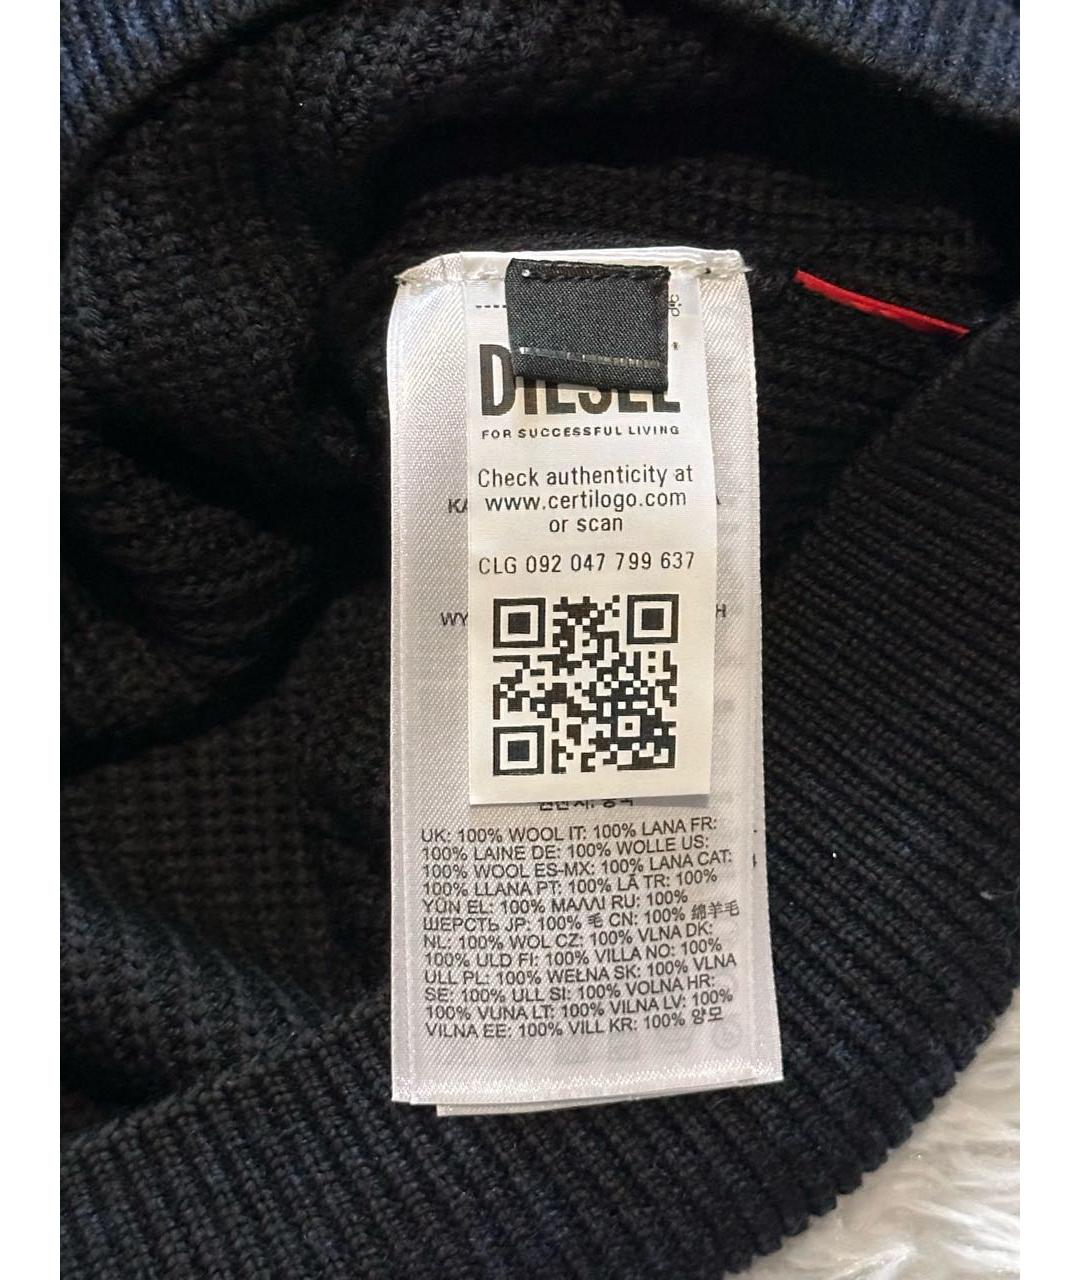 DIESEL
FOR SUCCESSFUL LIVING
Check authenticity at
www.certilogo.com
or scan
CLG 092 047 799 637
UK: 100% WOOL IT: 100% LANA FR:
100% LAINE DE: 100% WOLLE US:
100% WOOL ES-MX: 100% LANA CAT:
100% LLANA PT: 100% LÃ TR: 100%
YÜN EL: 100% ΜΑΛΛΙ RU: 100%
ШЕРСТЬ JP: 100% 毛 CN: 100% 綿羊毛
NL: 100% WOL CZ: 100% VLNA DK:
100% ULD FI: 100% VILLA NO: 100%
ULL PL: 100% WEŁNA SK: 100% VLNA
SE: 100% ULL SI: 100% VOLNA HR:
100% VUNA LT: 100% VILNA LV: 100%
VILNA EE: 100% VILL KR: 100% 양모